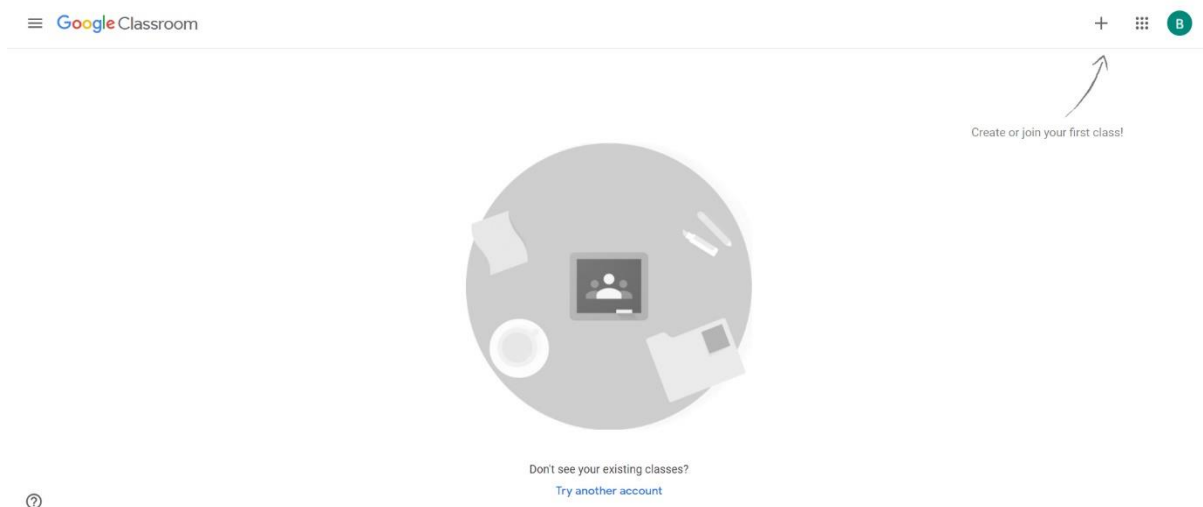 Google Classroom
B
Create or join your first class!
Don't see your existing classes?
Try another account